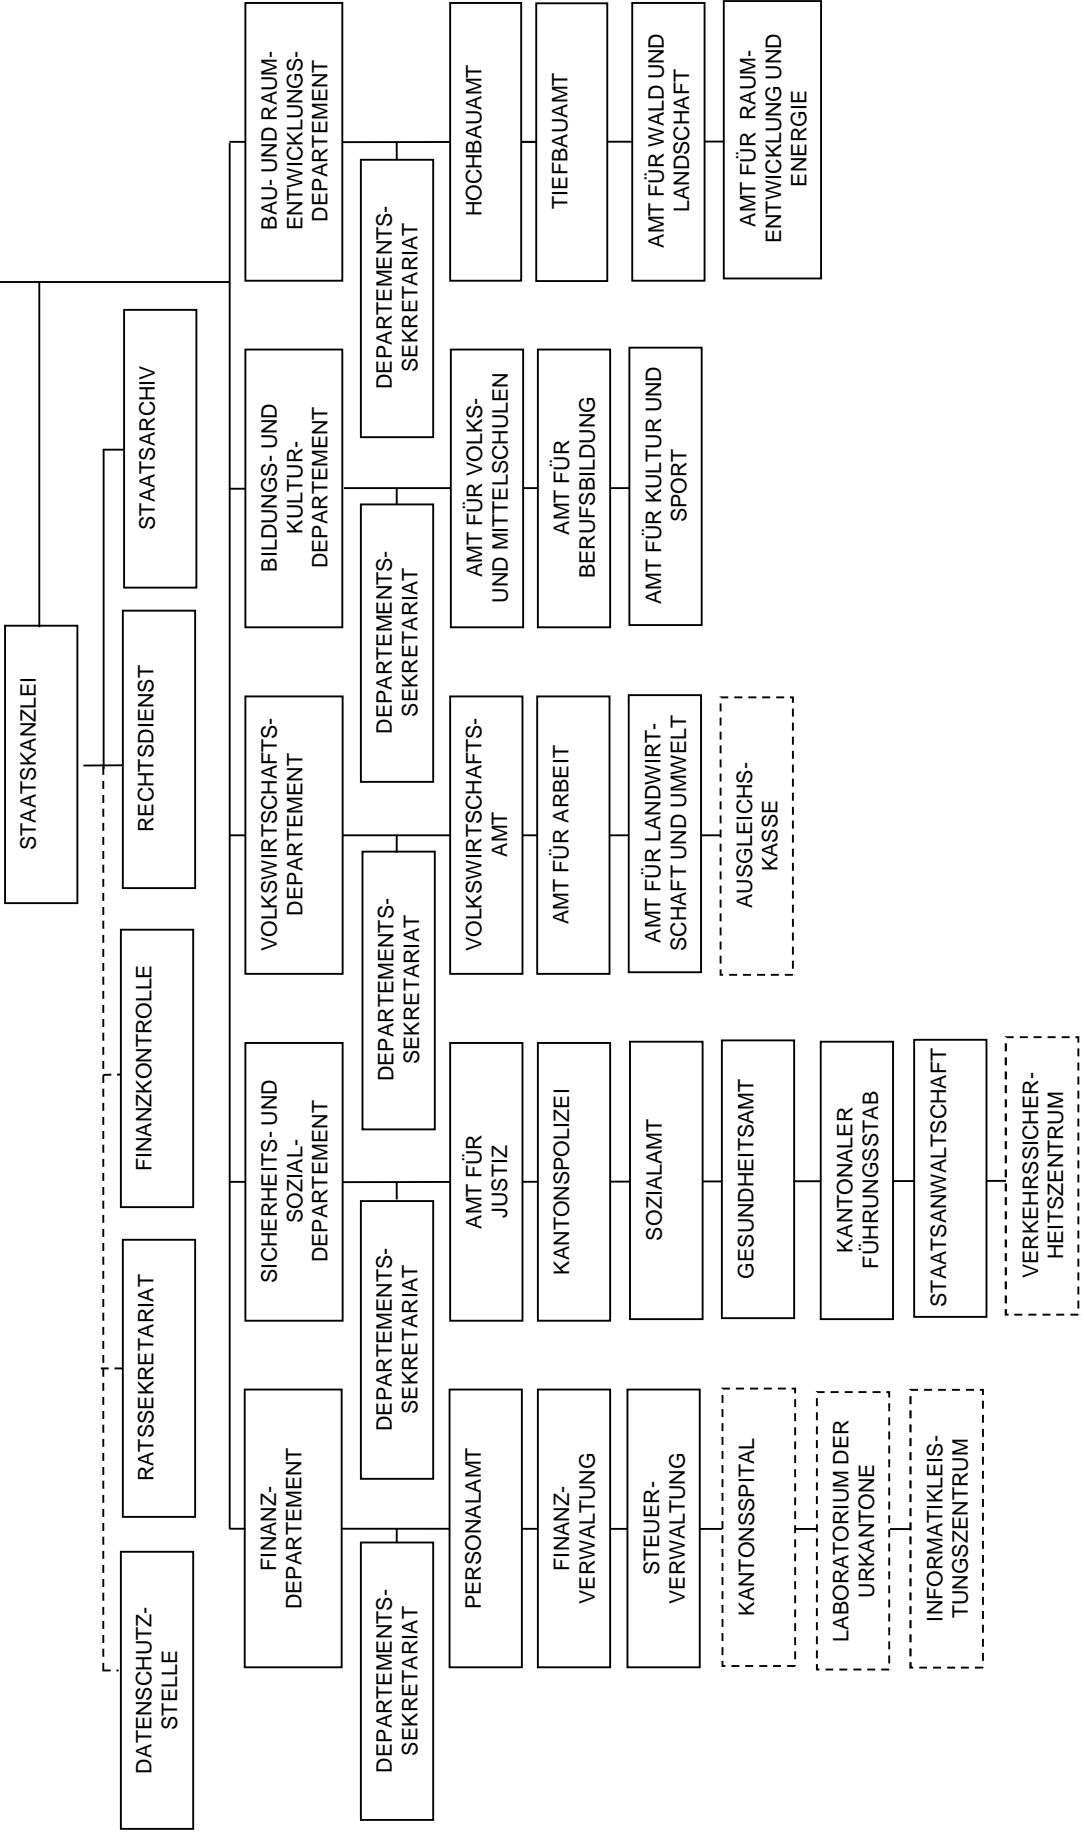 STAATSKANZLEI
DATENSCHUTZ-
STELLE
RATSSEKRETARIAT
FINANZKONTROLLE
RECHTSDIENST
STAATSARCHIV
FINANZ-
DEPARTEMENT
DEPARTEMENTS-
SEKRETARIAT
PERSONALAMT
FINANZ-
VERWALTUNG
STEUER-
VERWALTUNG
KANTONSSPITAL
LABORATORIUM DER
URKANTONE
INFORMATIKLEIS-
TUNGSZENTRUM
SICHERHEITS- UND
SOZIAL-
DEPARTEMENT
DEPARTEMENTS-
SEKRETARIAT
AMT FÜR
JUSTIZ
KANTONSPOLIZEI
SOZIALAMT
GESUNDHEITSAMT
KANTONALER
FÜHRUNGSSTAB
STAATSANWALTSCHAFT
VERKEHRSSICHER-
HEITSZENTRUM
VOLKSWIRTSCHAFTS-
DEPARTEMENT
DEPARTEMENTS-
SEKRETARIAT
VOLKSWIRTSCHAFTS-
AMT
AMT FÜR ARBEIT
AMT FÜR LANDWIRT-
SCHAFT UND UMWELT
AUSGLEICHS-
KASSE
BILDUNGS- UND
KULTUR-
DEPARTEMENT
DEPARTEMENTS-
SEKRETARIAT
AMT FÜR VOLKS-
UND MITTELSCHULEN
AMT FÜR
BERUFSBILDUNG
AMT FÜR KULTUR UND
SPORT
BAU- UND RAUM-
ENTWICKLUNGS-
DEPARTEMENT
DEPARTEMENTS-
SEKRETARIAT
HOCHBAUAMT
TIEFBAUAMT
AMT FÜR WALD UND
LANDSCHAFT
AMT FÜR RAUM-
ENTWICKLUNG UND
ENERGIE